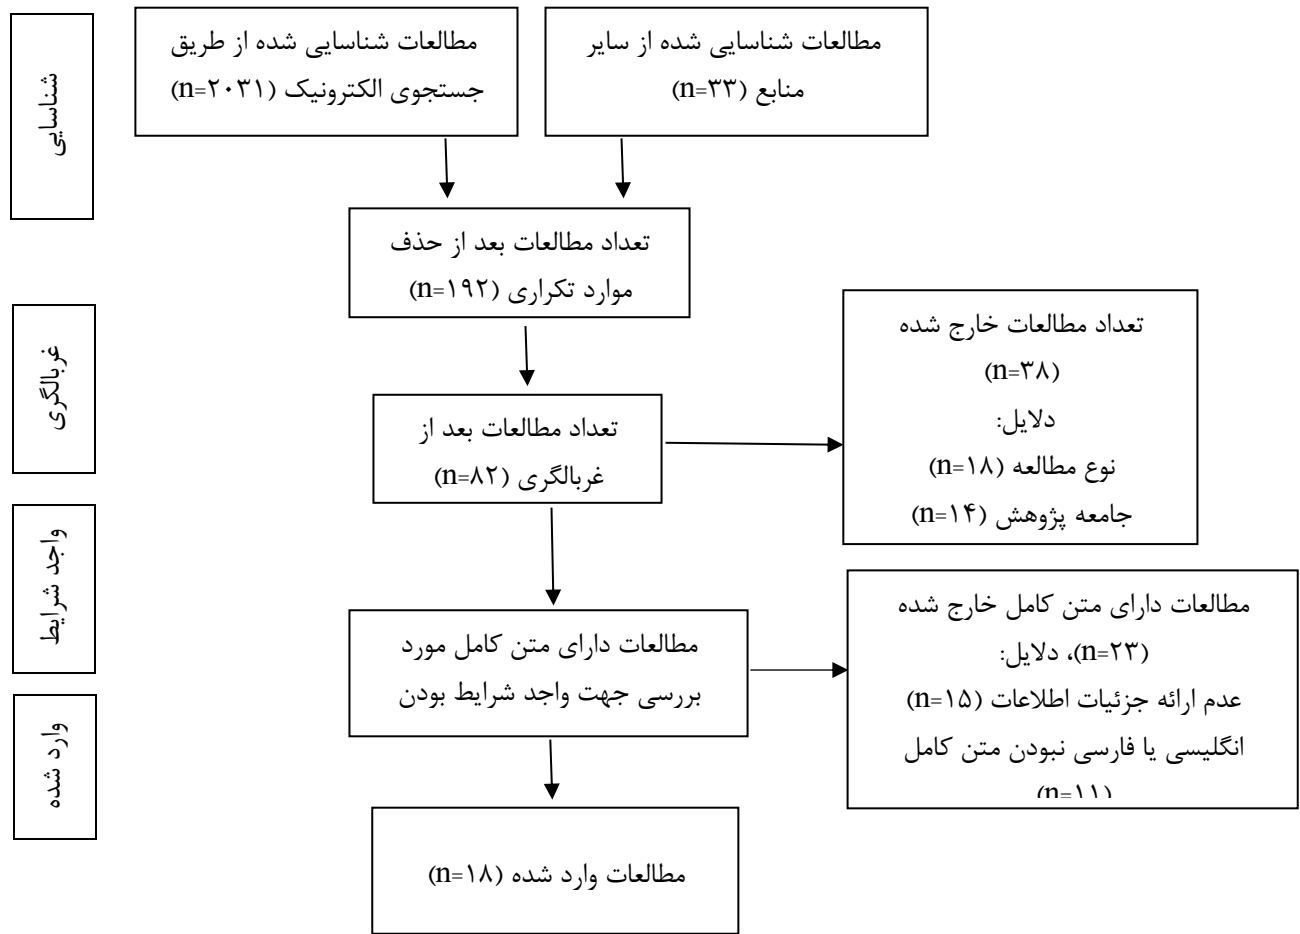 شناسایی
مطالعات شناسایی شده از طریق
جستجوی الکترونیک (n=۲۰۳۱)
مطالعات شناسایی شده از سایر
منابع (n=۳۳)
تعداد مطالعات بعد از حذف
موارد تکراری (n=۱۹۲)
غربالگری
تعداد مطالعات بعد از
غربالگری (n=۸۲)
تعداد مطالعات خارج شده
(n=۳۸)
دلایل:
نوع مطالعه (n=۱۸)
جامعه پژوهش (n=۱۴)
واجد شرایط
مطالعات دارای متن کامل مورد
بررسی جهت واجد شرایط بودن
مطالعات دارای متن کامل خارج شده
(n=۲۳)، دلایل:
عدم ارائه جزئیات اطلاعات (n=۱۵)
انگلیسی یا فارسی نبودن متن کامل
(n=۱۱)
وارد شده
مطالعات وارد شده (n=۱۸)